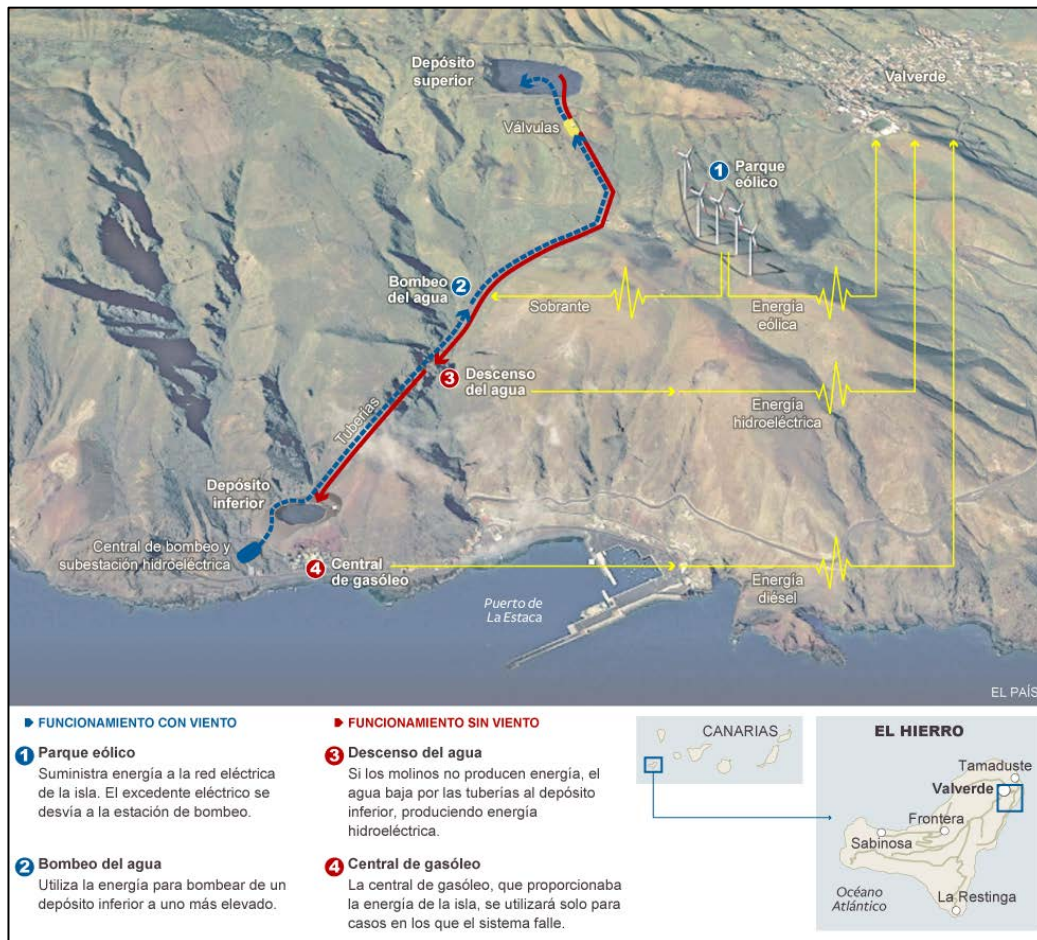 Depósito
superior
Valverde
Válvulas
1 Parque
eólico
Bombeo 2
del agua
Sobrante
Energía
eólica
3 Descenso
del agua
Energía
hidroeléctrica
Tuberías
Depósito
inferior
Central de bombeo y
subestación hidroeléctrica
4 Central
de gasóleo
Energía
diésel
Puerto de
La Estaca
EL PAÍS
FUNCIONAMIENTO CON VIENTO
1 Parque eólico
Suministra energía a la red eléctrica
de la isla. El excedente eléctrico se
desvía a la estación de bombeo.
2 Bombeo del agua
Utiliza la energía para bombear de un
depósito inferior a uno más elevado.
FUNCIONAMIENTO SIN VIENTO
3 Descenso del agua
Si los molinos no producen energía, el
agua baja por las tuberías al depósito
inferior, produciendo energía
hidroeléctrica.
4 Central de gasóleo
La central de gasóleo, que proporcionaba
la energía de la isla, se utilizará solo para
casos en los que el sistema falle.
CANARIAS
EL HIERRO
Tamaduste
Valverde
Frontera
Sabinosa
Océano
Atlántico
La Restinga